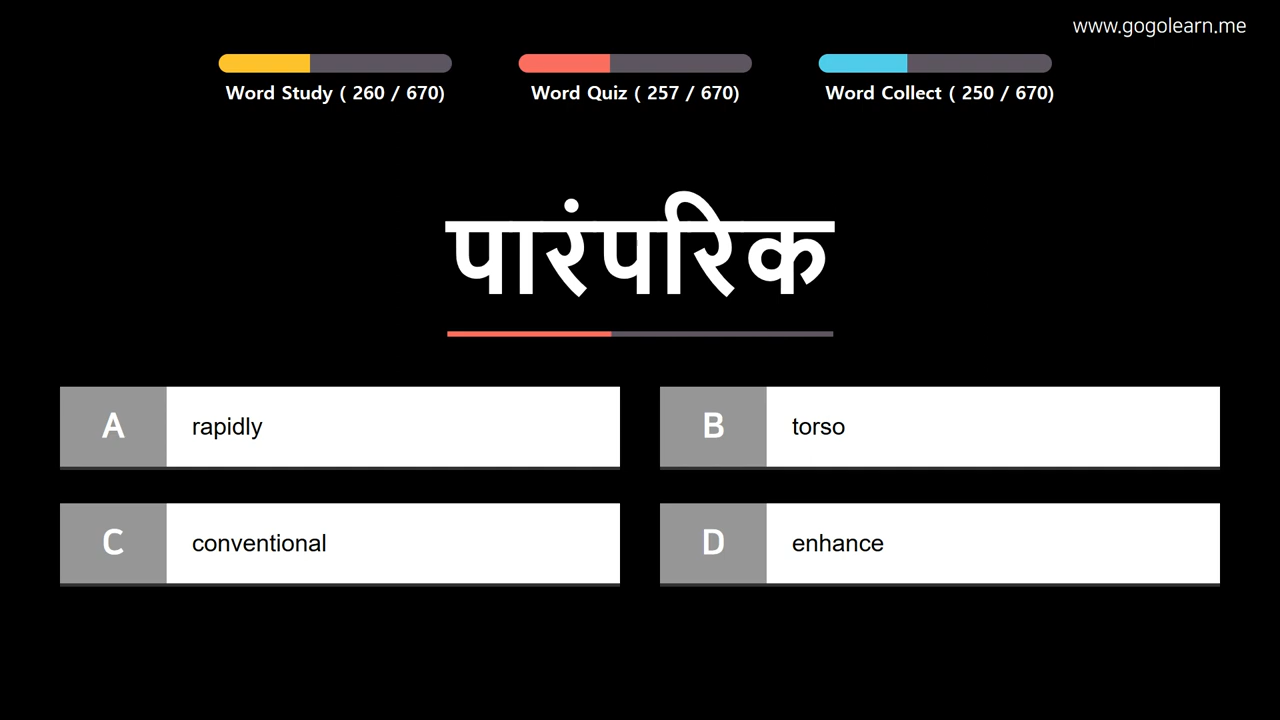 www.gogolearn.me
Word Study ( 260 / 670) Word Quiz ( 257 / 670) Word Collect ( 250 / 670)
पारंपरिक
A rapidly
B torso
C conventional
D enhance